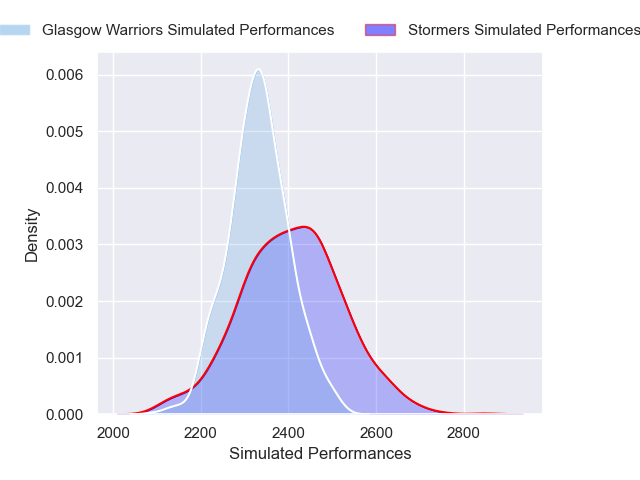 Glasgow Warriors Simulated Performances
Stormers Simulated Performances
0.006
0.005
0.004
0.003
0.002
0.001
0.000
Density
2000 2200 2400 2600 2800
Simulated Performances